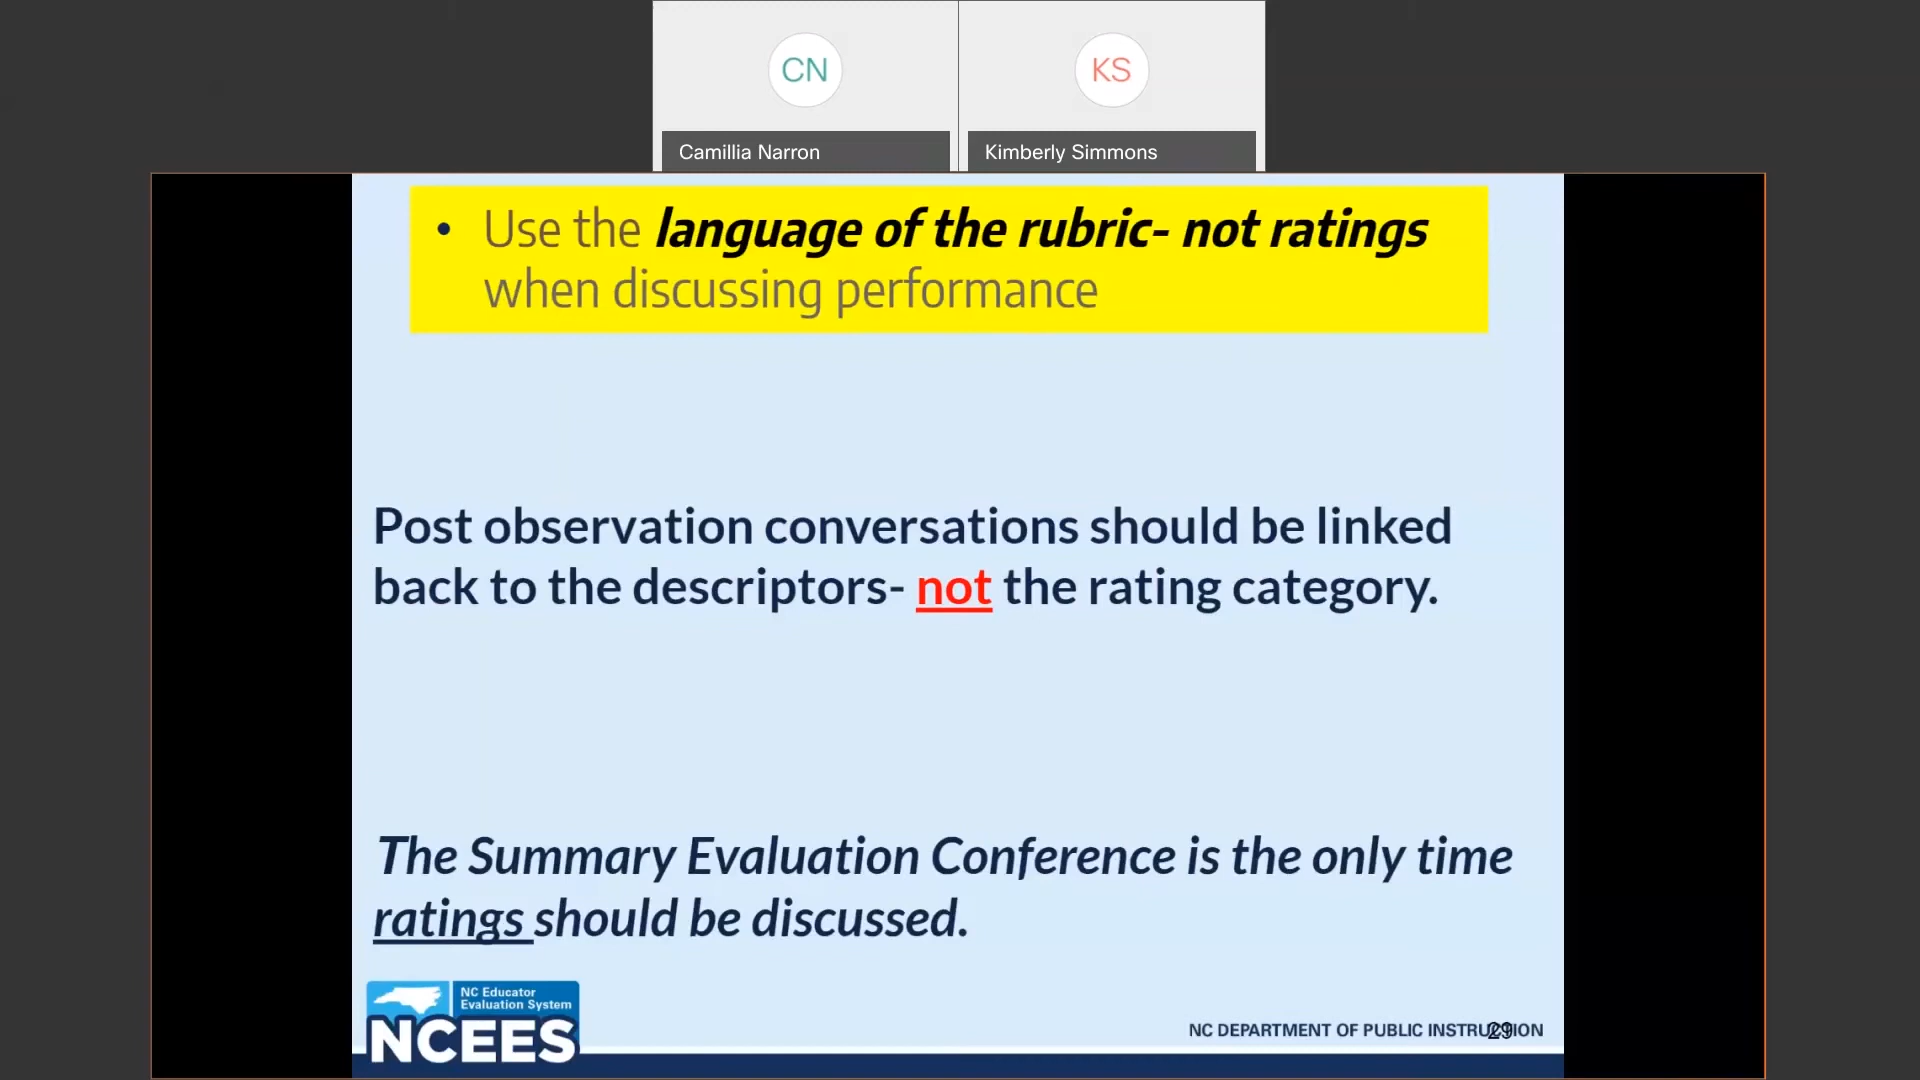 CN
KS
Camillia Narron
Kimberly Simmons
• Use the language of the rubric- not ratings
when discussing performance
Post observation conversations should be linked
back to the descriptors- not the rating category.
The Summary Evaluation Conference is the only time
ratings should be discussed.
NC Educator
Evaluation System
NCEES
NC DEPARTMENT OF PUBLIC INSTRUCTION
29